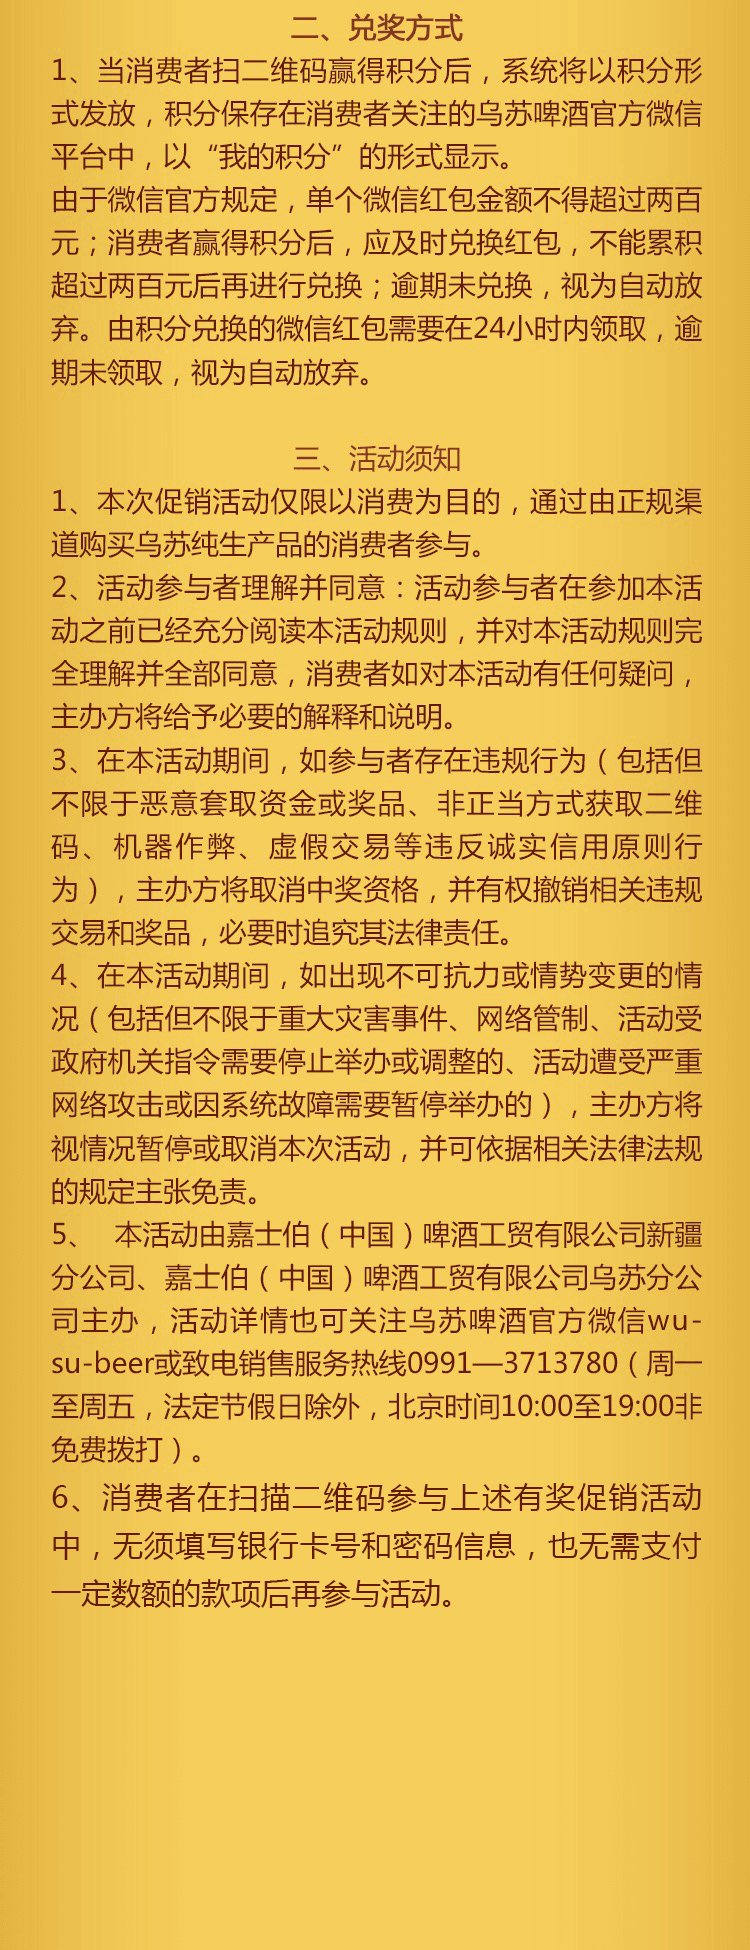 二、兑奖方式
1、当消费者扫二维码赢得积分后，系统将以积分形
式发放，积分保存在消费者关注的乌苏啤酒官方微信
平台中，以“我的积分”的形式显示。
由于微信官方规定，单个微信红包金额不得超过两百
元；消费者赢得积分后，应及时兑换红包，不能累积
超过两百元后再进行兑换；逾期未兑换，视为自动放
弃。由积分兑换的微信红包需要在24小时内领取，逾
期未领取，视为自动放弃。
三、活动须知
1、本次促销活动仅限以消费为目的，通过由正规渠
道购买乌苏纯生产品的消费者参与。
2、活动参与者理解并同意：活动参与者在参加本活
动之前已经充分阅读本活动规则，并对本活动规则完
全理解并全部同意，消费者如对本活动有任何疑问，
主办方将给予必要的解释和说明。
3、在本活动期间，如参与者存在违规行为（包括但
不限于恶意套取资金或奖品、非正当方式获取二维
码、机器作弊、虚假交易等违反诚实信用原则行
为），主办方将取消中奖资格，并有权撤销相关违规
交易和奖品，必要时追究其法律责任。
4、在本活动期间，如出现不可抗力或情势变更的情
况（包括但不限于重大灾害事件、网络管制、活动受
政府机关指令需要停止举办或调整的、活动遭受严重
网络攻击或因系统故障需要暂停举办的），主办方将
视情况暂停或取消本次活动，并可依据相关法律法规
的规定主张免责。
5、 本活动由嘉士伯（中国）啤酒工贸有限公司新疆
分公司、嘉士伯（中国）啤酒工贸有限公司乌苏分公
司主办，活动详情也可关注乌苏啤酒官方微信wu-
su-beer或致电销售服务热线0991—3713780（周一
至周五，法定节假日除外，北京时间10:00至19:00非
免费拨打）。
6、消费者在扫描二维码参与上述有奖促销活动
中，无须填写银行卡号和密码信息，也无需支付
一定数额的款项后再参与活动。